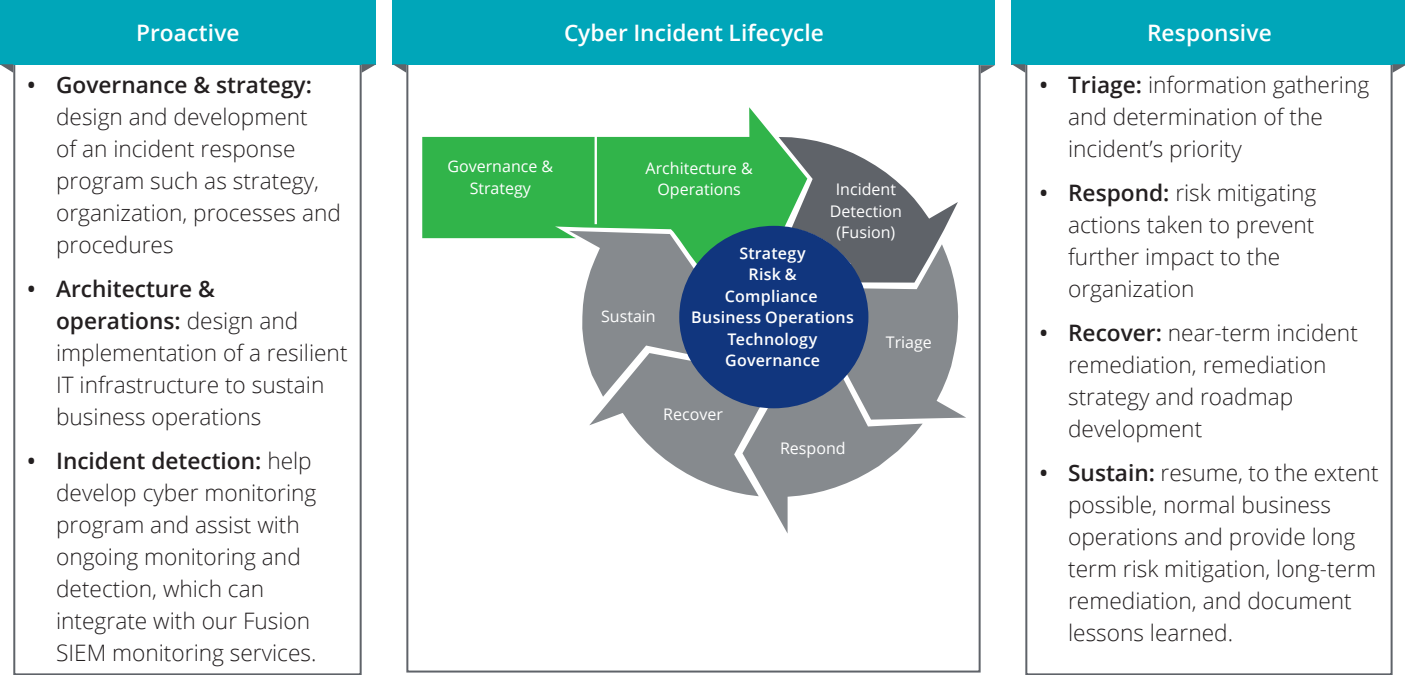 Proactive
• Governance & strategy:
design and development
of an incident response
program such as strategy,
organization, processes and
procedures
• Architecture &
operations: design and
implementation of a resilient
IT infrastructure to sustain
business operations
• Incident detection: help
develop cyber monitoring
program and assist with
ongoing monitoring and
detection, which can
integrate with our Fusion
SIEM monitoring services.
Cyber Incident Lifecycle
Governance &
Strategy
Architecture &
Operations
Incident
Detection
(Fusion)
Triage
Respond
Recover
Sustain
Strategy
Risk &
Compliance
Business Operations
Technology
Governance
Responsive
• Triage: information gathering
and determination of the
incident’s priority
• Respond: risk mitigating
actions taken to prevent
further impact to the
organization
• Recover: near-term incident
remediation, remediation
strategy and roadmap
development
• Sustain: resume, to the extent
possible, normal business
operations and provide long
term risk mitigation, long-term
remediation, and document
lessons learned.